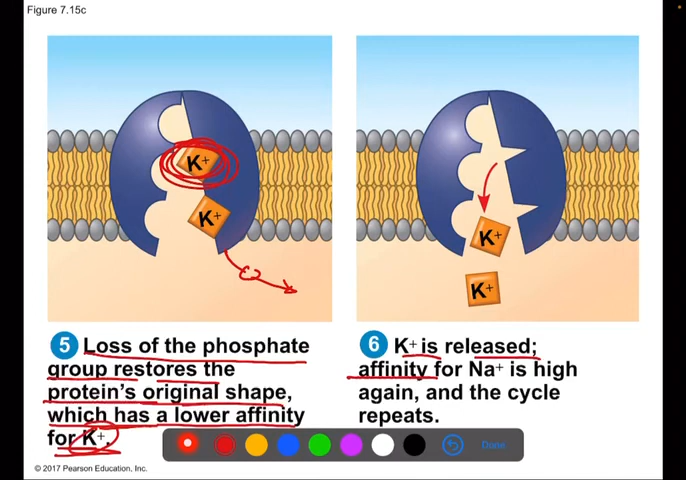 Figure 7.15c
K+
K+
K+
K+
5 Loss of the phosphate
group restores the
protein's original shape,
which has a lower affinity
for K+.
6 K+ is released;
affinity for Na+ is high
again, and the cycle
repeats.
Done
© 2017 Pearson Education, Inc.